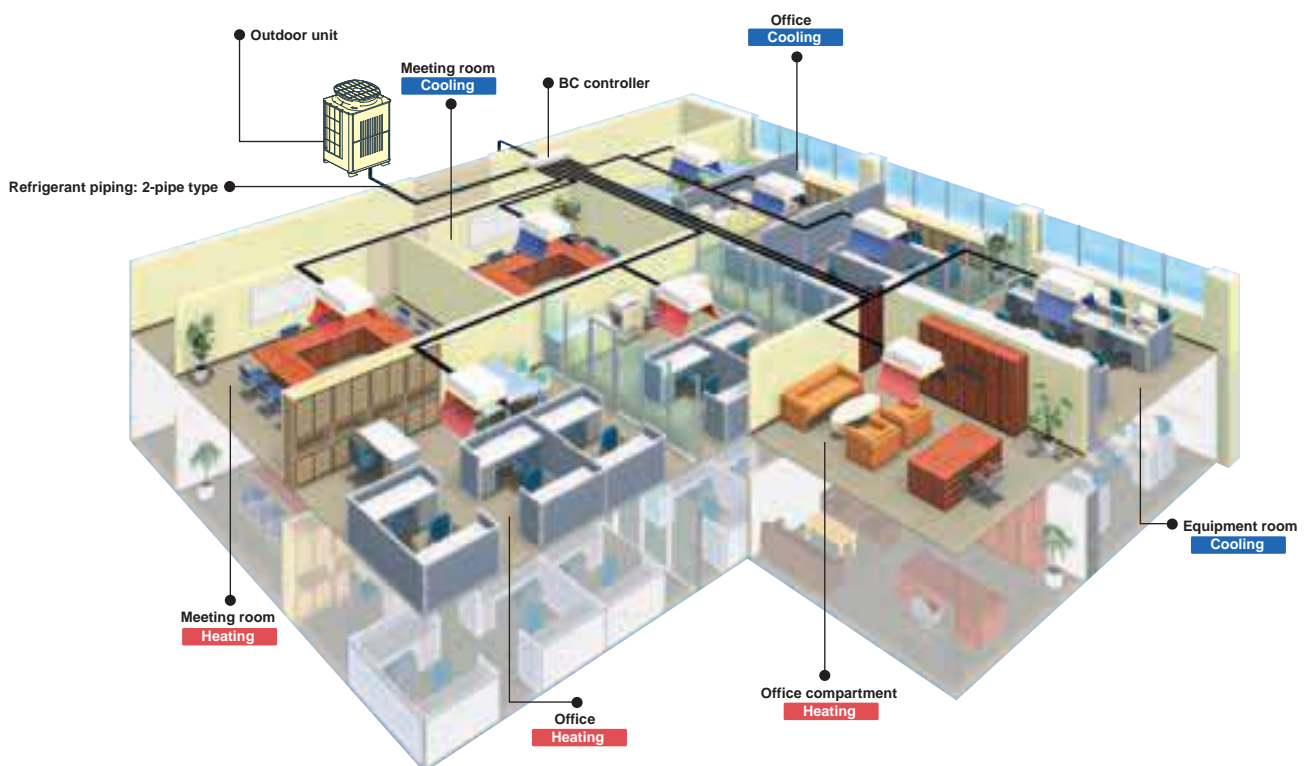 Office
Cooling
Outdoor unit
Meeting room
Cooling
BC controller
Refrigerant piping: 2-pipe type
Equipment room
Cooling
Meeting room
Heating
Office compartment
Heating
Office
Heating